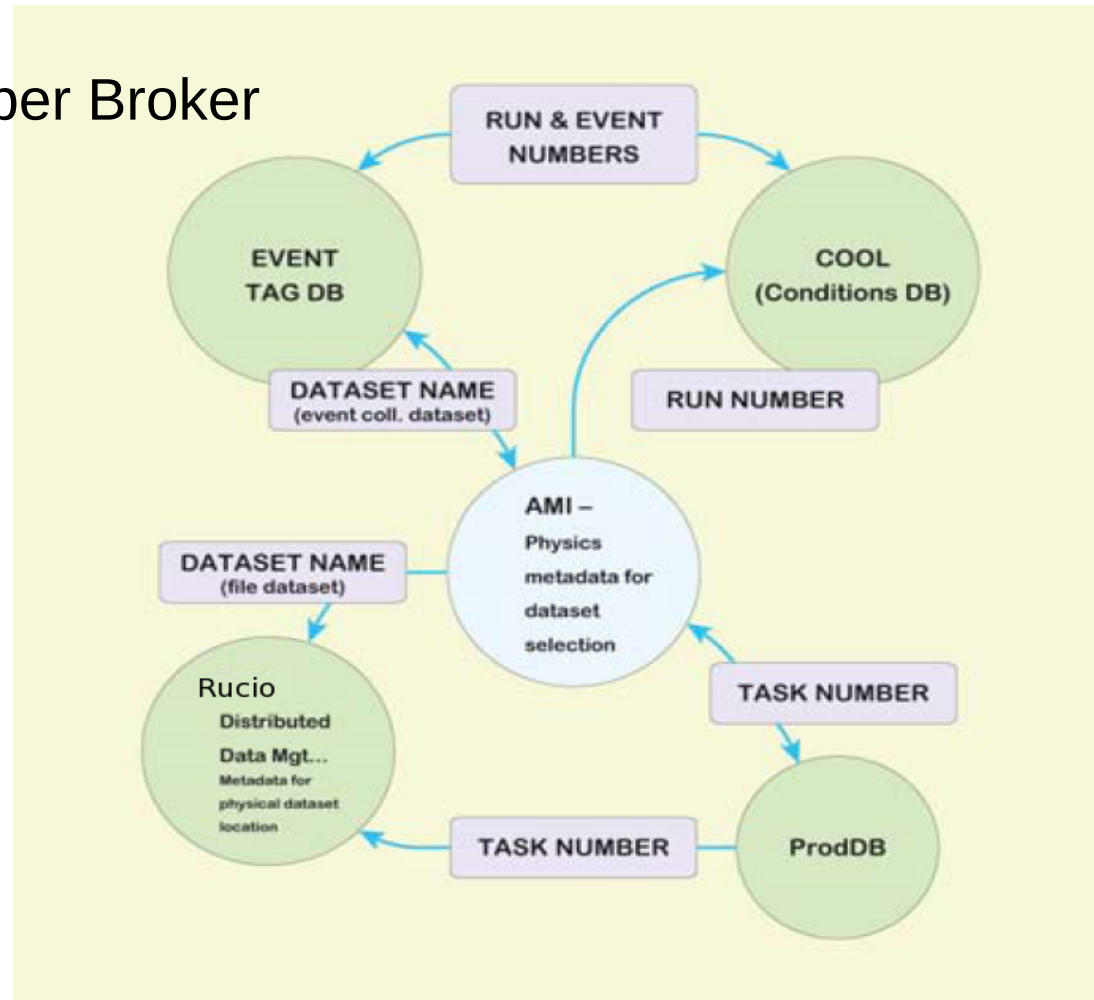 Broker
RUN & EVENT
NUMBERS
EVENT
TAG DB
COOL
(Conditions DB)
DATASET NAME
(event coll. dataset)
RUN NUMBER
AMI –
Physics
metadata for
dataset
selection
DATASET NAME
(file dataset)
Rucio
Distributed
Data Mgt...
Metadata for
physical dataset
location
TASK NUMBER
TASK NUMBER
ProdDB